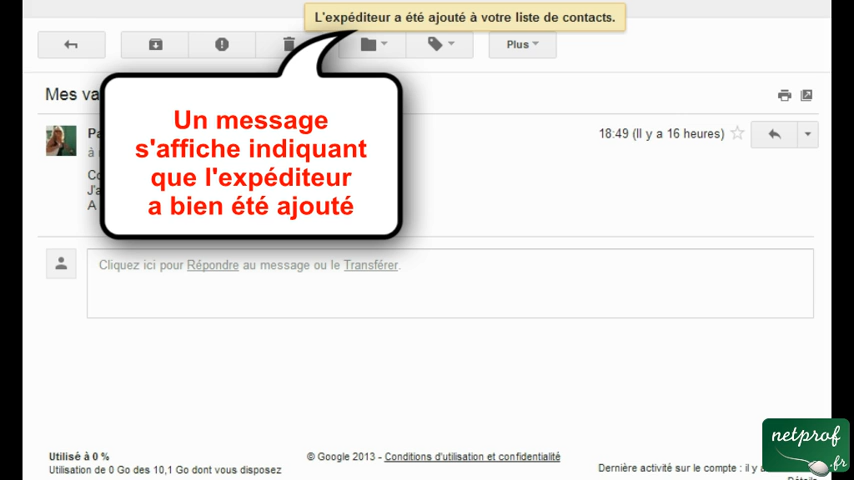 L'expéditeur a été ajouté à votre liste de contacts.
Plus
Mes va
18:49 (Il y a 16 heures)
Un message
s'affiche indiquant
que l'expéditeur
a bien été ajouté
Pa
à
Co
J'a
A
Cliquez ici pour Répondre au message ou le Transférer.
Utilisé à 0 %
Utilisation de 0 Go des 10,1 Go dont vous disposez
© Google 2013 - Conditions d'utilisation et confidentialité
Dernière activité sur le compte : il y a
Détails
netprof
.fr